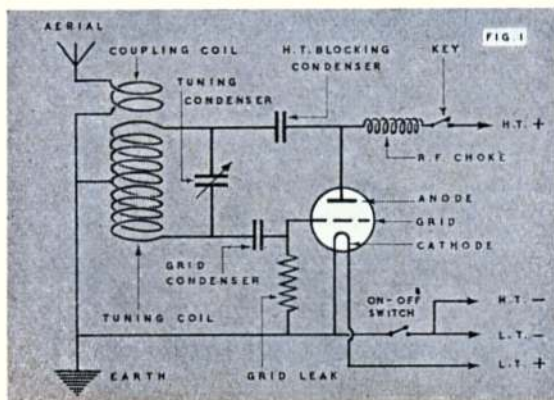 AERIAL
COUPLING COIL
TUNING
CONDENSER
H.T. BLOCKING
CONDENSER
KEY
FIG. 1
H.T. +
R.F. CHOKE
ANODE
GRID
CATHODE
GRID
CONDENSER
ON-OFF
SWITCH
H.T. −
L.T. −
L.T. +
TUNING COIL
EARTH
GRID LEAK